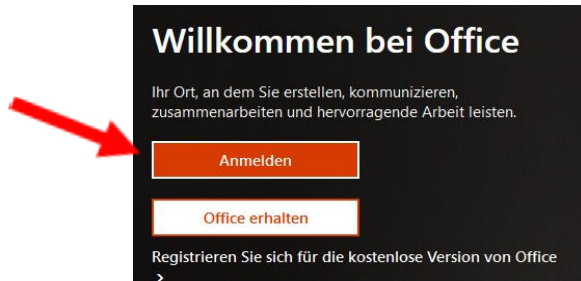 Willkommen bei Office
Ihr Ort, an dem Sie erstellen, kommunizieren,
zusammenarbeiten und hervorragende Arbeit leisten.
Anmelden
Office erhalten
Registrieren Sie sich für die kostenlose Version von Office
>